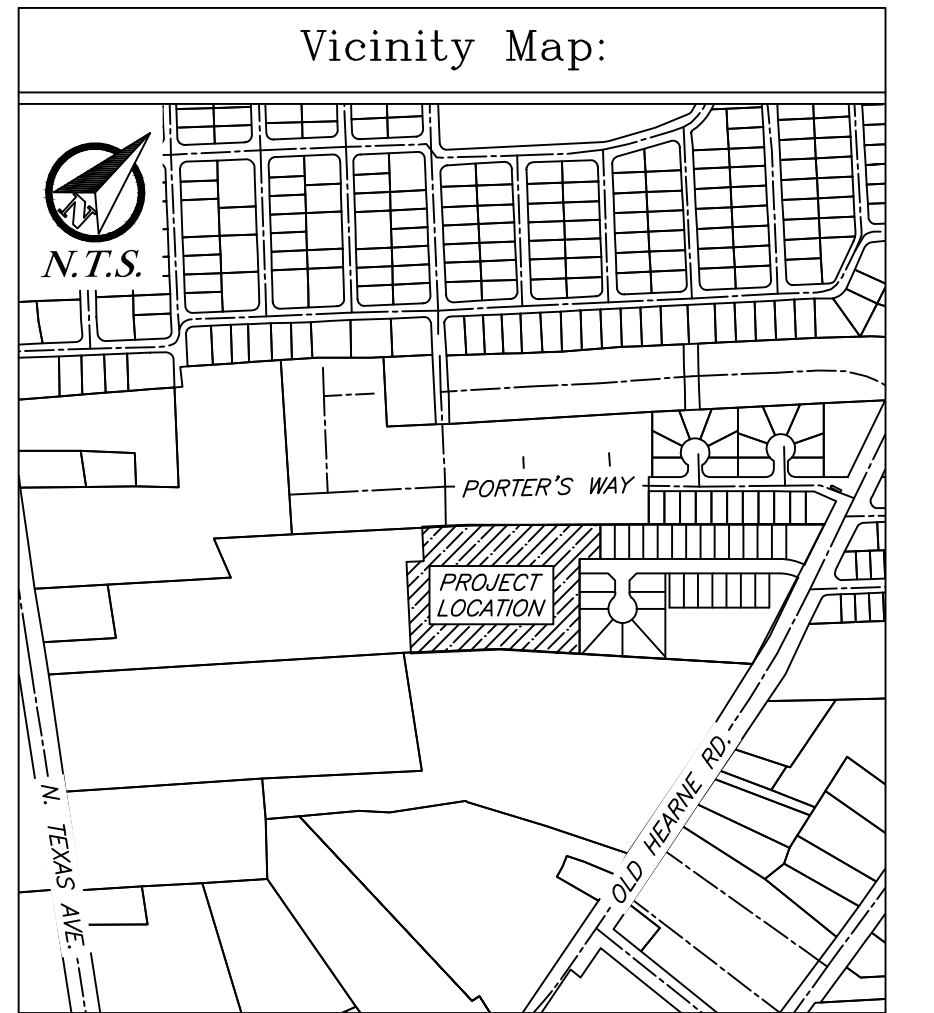 Vicinity Map:
N
N.T.S.
PORTER'S WAY
PROJECT
LOCATION
OLD HEARNE RD.
N. TEXAS AVE.